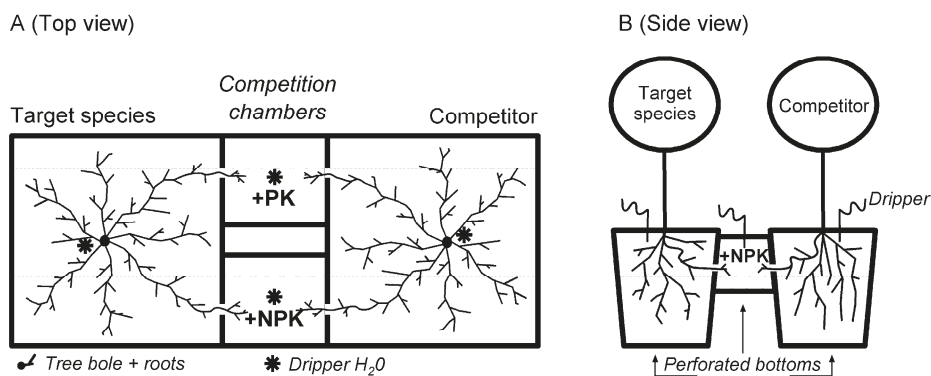 A (Top view)
B (Side view)
Competition
chambers
Target species
Competitor
+PK
+NPK
Tree bole + roots
Dripper H20
Target
species
Competitor
Dripper
+NPK
Perforated bottoms